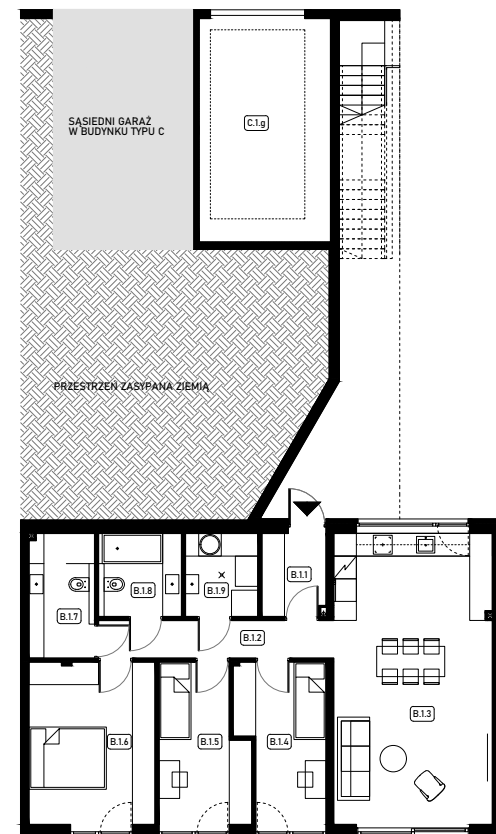 SĄSIEDNI GARAŻ
W BUDYNKU TYPU C
C.1.g
PRZESTRZEŃ ZASYPANA ZIEMIĄ
B.1.1
B.1.8
B.1.9
B.1.7
B.1.2
B.1.3
B.1.6
B.1.5
B.1.4